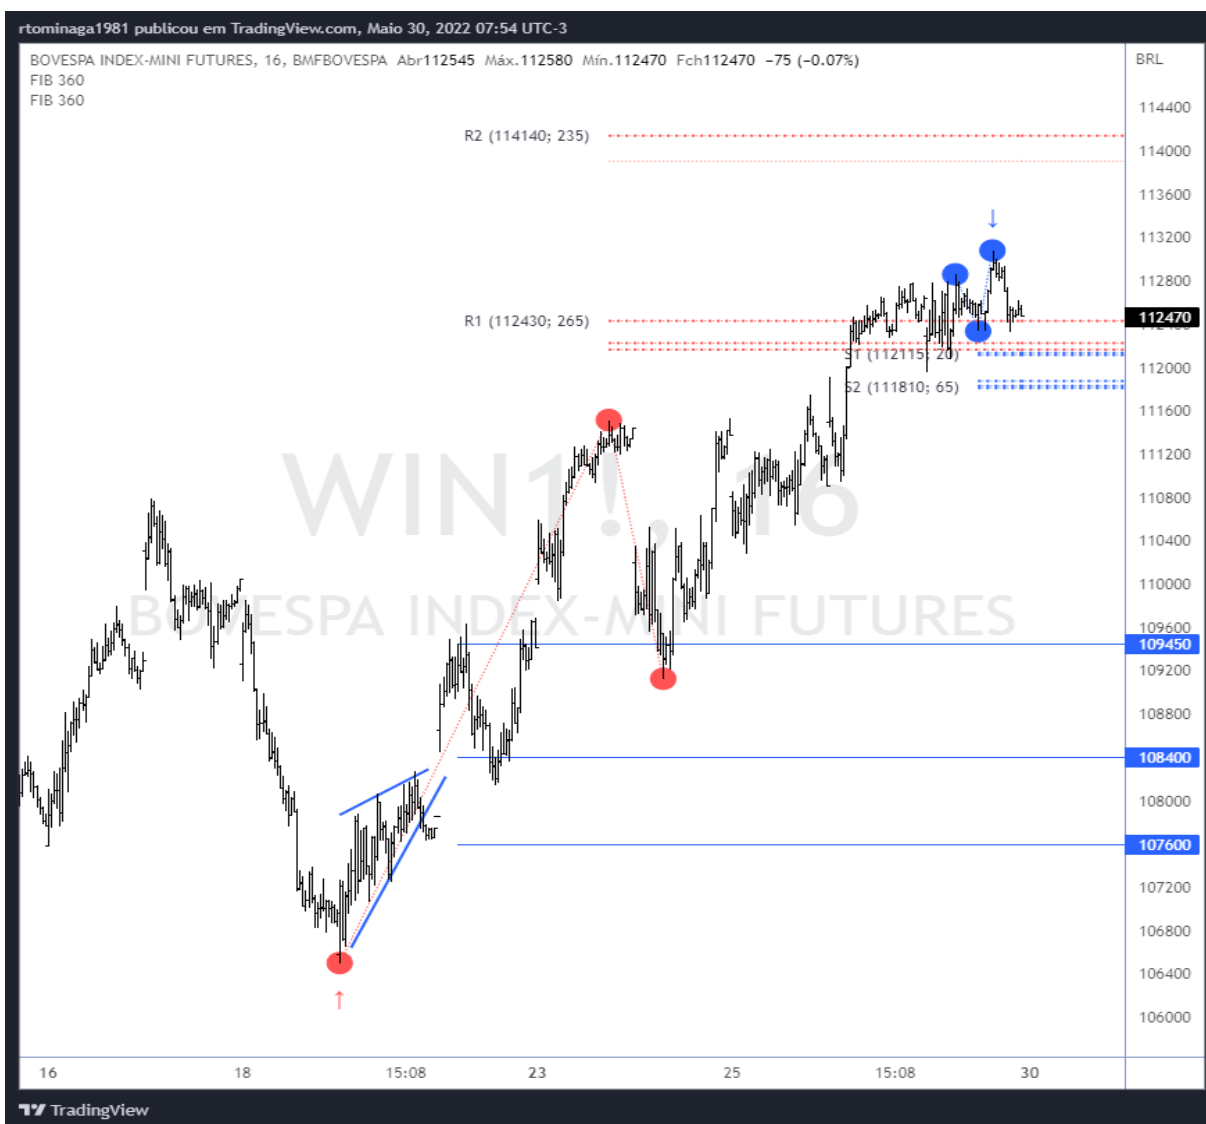 rtominaga1981 publicou em TradingView.com, Maio 30, 2022 07:54 UTC-3
BOVESPA INDEX-MINI FUTURES, 16, BMFBOVESPA Abr112545 Máx.112580 Mín.112470 Fch112470 −75 (−0.07%)
BRL
FIB 360
FIB 360
114400
R2 (114140; 235)
114000
113600
113200
↓
112800
R1 (112430; 265)
112470
S1 (112115; 20)
112000
S2 (111810; 65)
111600
111200
WIN1!, 16
110800
110400
110000
BOVESPA INDEX-MINI FUTURES
109600
109450
109200
108800
108400
108000
107600
107200
106800
106400
↑
106000
16 18 15:08 23 25 15:08 30
TradingView